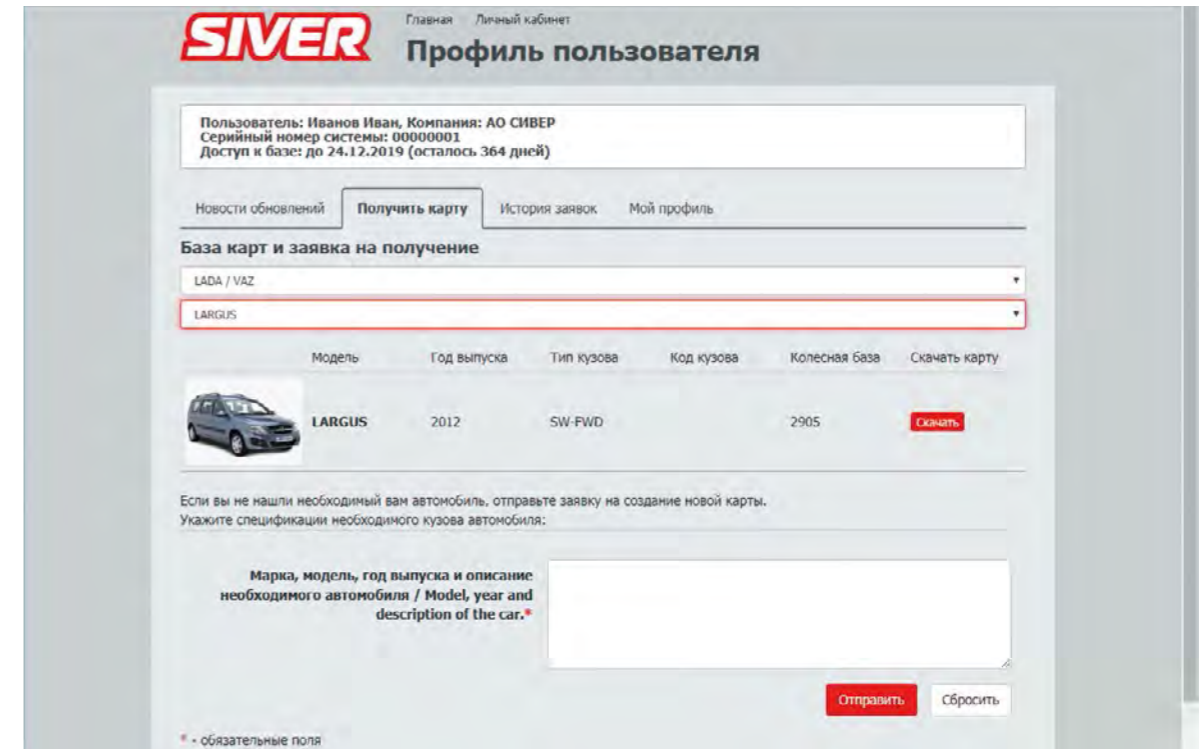 SIVER
Главная Личный кабинет
Профиль пользователя
Пользователь: Иванов Иван, Компания: АО СИВЕР
Серийный номер системы: 00000001
Доступ к базе: до 24.12.2019 (осталось 364 дней)
Новости обновлений Получить карту История заявок Мой профиль
База карт и заявка на получение
LADA / VAZ
LARGUS
Модель Год выпуска Тип кузова Код кузова Колесная база Скачать карту
LARGUS 2012 SW-FWD 2905 Скачать
Если вы не нашли необходимый вам автомобиль, отправьте заявку на создание новой карты.
Укажите спецификации необходимого кузова автомобиля:
Марка, модель, год выпуска и описание
необходимого автомобиля / Model, year and
description of the car.*
Отправить Сбросить
* - обязательные поля